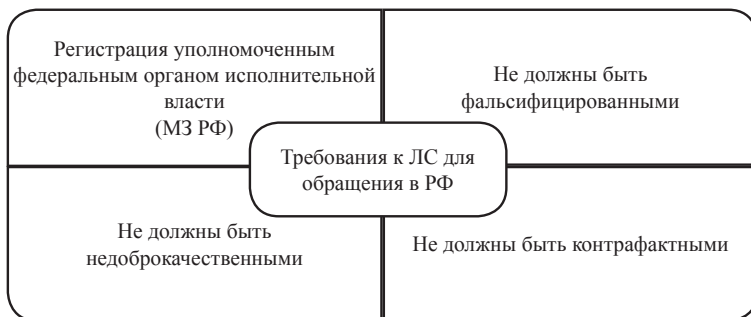 Регистрация уполномоченным
федеральным органом исполнительной
власти
(МЗ РФ)
Не должны быть
фальсифицированными
Требования к ЛС для
обращения в РФ
Не должны быть
недоброкачественными
Не должны быть контрафактными